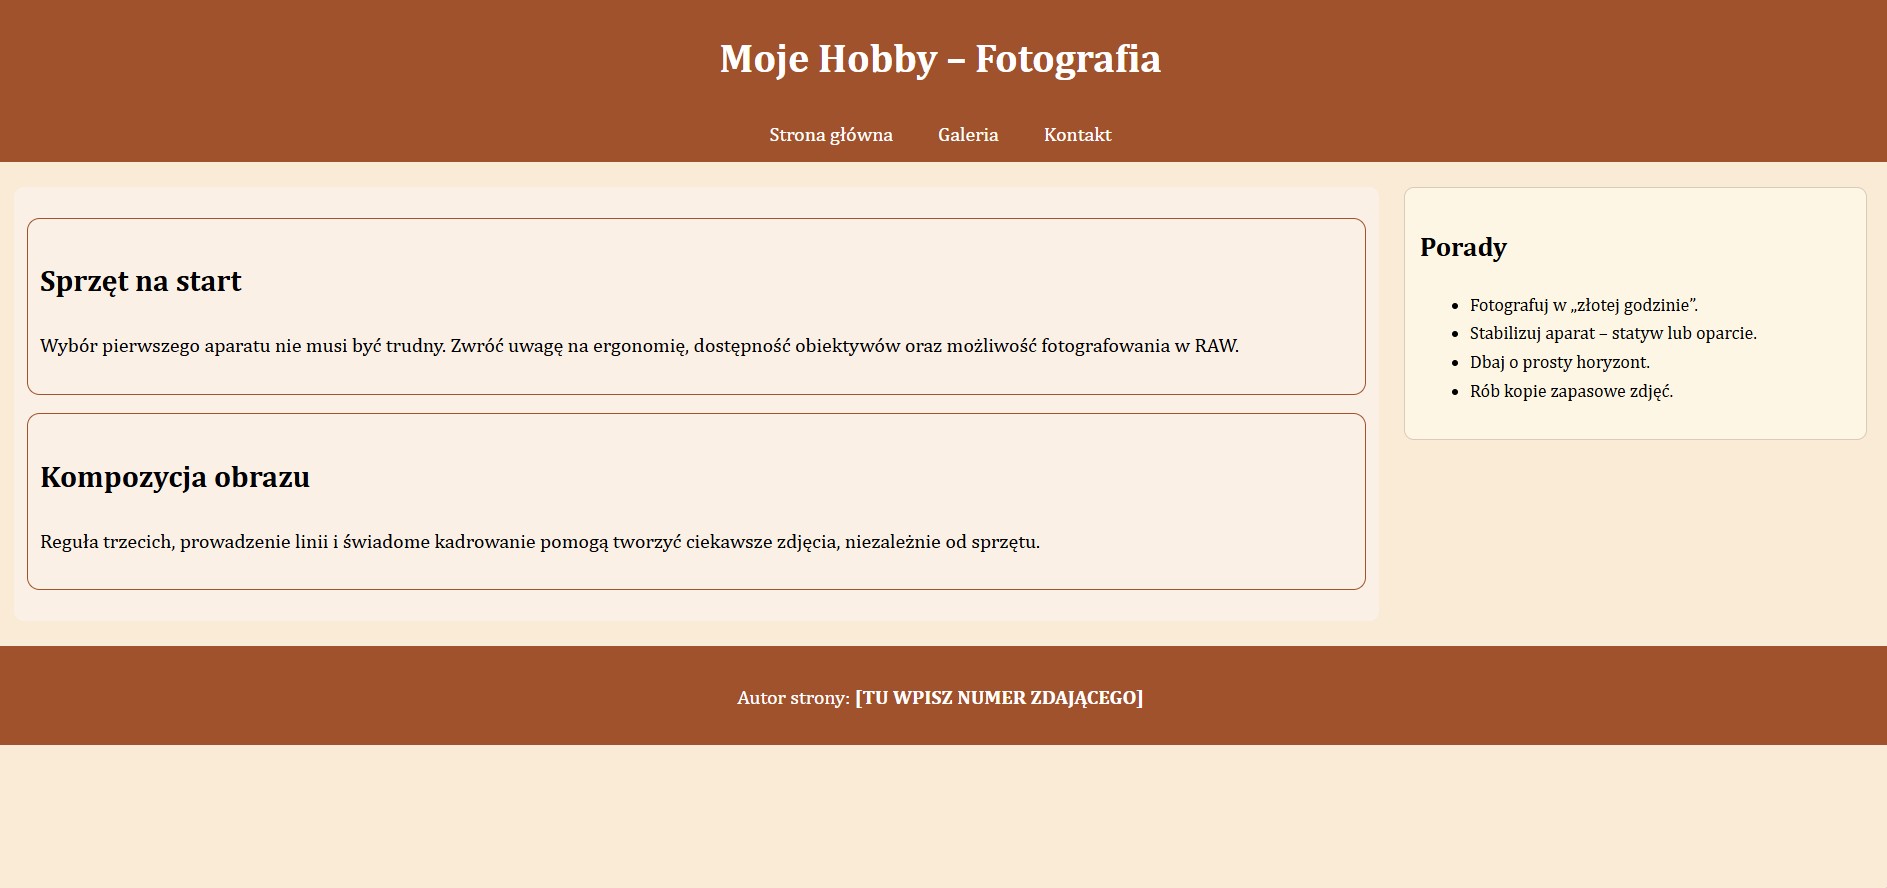 Moje Hobby – Fotografia
Strona główna Galeria Kontakt
Sprzęt na start
Wybór pierwszego aparatu nie musi być trudny. Zwróć uwagę na ergonomię, dostępność obiektywów oraz możliwość fotografowania w RAW.
Kompozycja obrazu
Reguła trzecich, prowadzenie linii i świadome kadrowanie pomogą tworzyć ciekawsze zdjęcia, niezależnie od sprzętu.
Porady
• Fotografuj w „złotej godzinie”.
• Stabilizuj aparat – statyw lub oparcie.
• Dbaj o prosty horyzont.
• Rób kopie zapasowe zdjęć.
Autor strony: [TU WPISZ NUMER ZDAJĄCEGO]